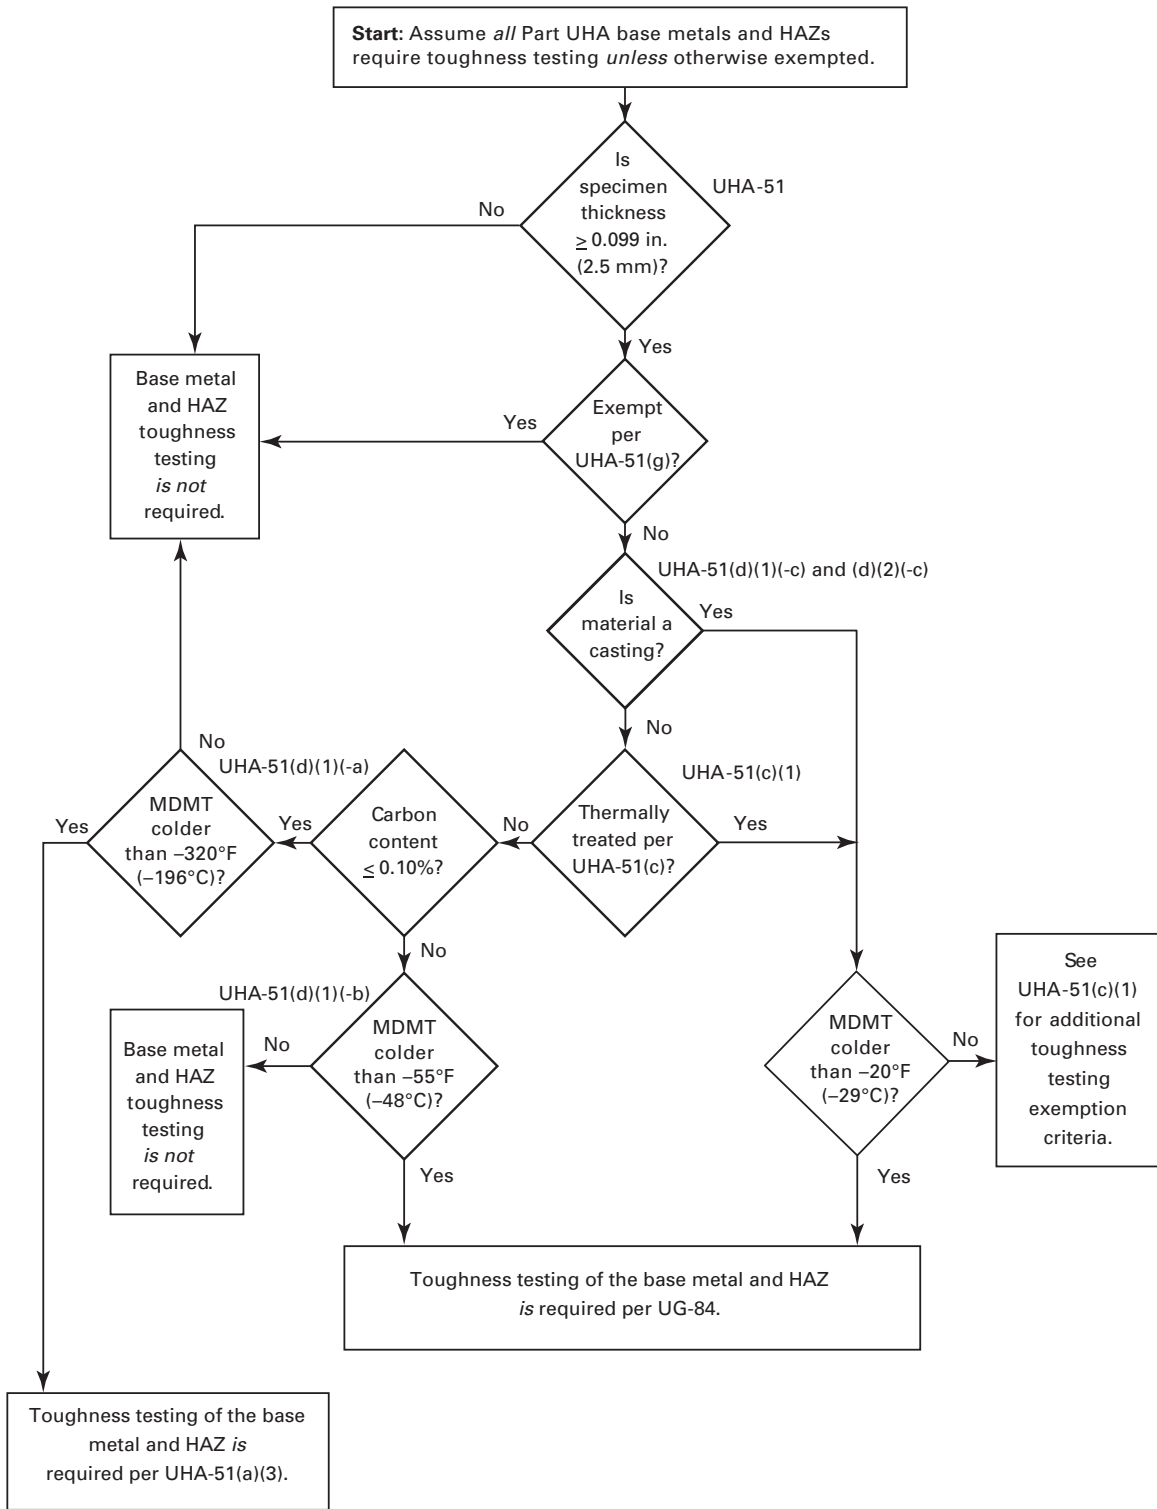 Start: Assume all Part UHA base metals and HAZs
require toughness testing unless otherwise exempted.
Is
specimen
thickness
≥ 0.099 in.
(2.5 mm)?
UHA-51
No
Yes
Base metal
and HAZ
toughness
testing
is not
required.
Yes
Exempt
per
UHA-51(g)?
No
UHA-51(d)(1)(-c) and (d)(2)(-c)
Is
material a
casting?
Yes
No
No
UHA-51(d)(1)(-a)
MDMT
colder
than –320°F
(–196°C)?
Yes
Yes
Carbon
content
≤ 0.10%?
No
UHA-51(c)(1)
Thermally
treated per
UHA-51(c)?
Yes
No
UHA-51(d)(1)(-b)
MDMT
colder
than –55°F
(–48°C)?
No
Base metal
and HAZ
toughness
testing
is not
required.
Yes
MDMT
colder
than –20°F
(–29°C)?
No
See
UHA-51(c)(1)
for additional
toughness
testing
exemption
criteria.
Yes
Toughness testing of the base metal and HAZ
is required per UG-84.
Toughness testing of the base
metal and HAZ is
required per UHA-51(a)(3).